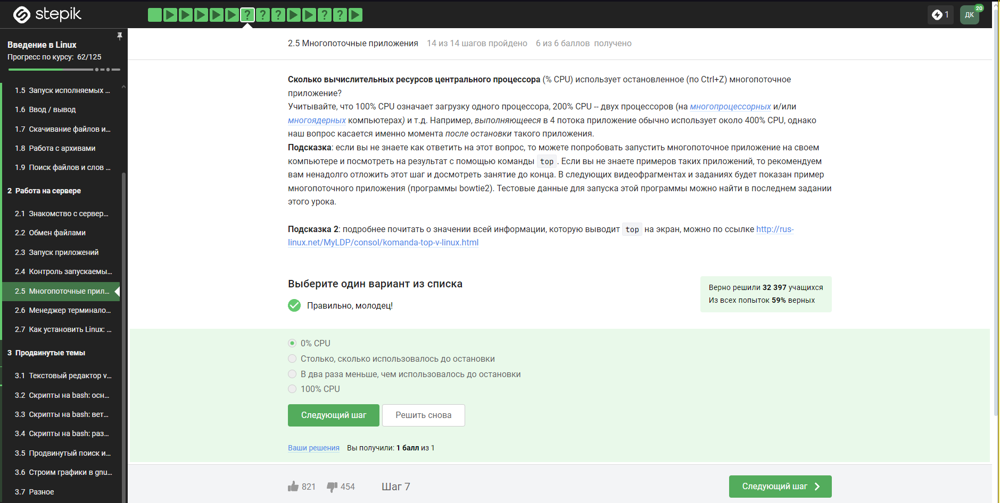 stepik
? ? ? ? ?
1
ДК
20
Введение в Linux
Прогресс по курсу: 62/125
1.5 Запуск исполняемых ...
1.6 Ввод / вывод
1.7 Скачивание файлов и...
1.8 Работа с архивами
1.9 Поиск файлов и слов ...
2 Работа на сервере
2.1 Знакомство с сервер...
2.2 Обмен файлами
2.3 Запуск приложений
2.4 Контроль запускаемы...
2.5 Многопоточные прил...
2.6 Менеджер терминало...
2.7 Как установить Linux: ...
3 Продвинутые темы
3.1 Текстовый редактор v...
3.2 Скрипты на bash: осн...
3.3 Скрипты на bash: вет...
3.4 Скрипты на bash: раз...
3.5 Продвинутый поиск и...
3.6 Строим графики в gnu...
3.7 Разное
2.5 Многопоточные приложения 14 из 14 шагов пройдено 6 из 6 баллов получено
Сколько вычислительных ресурсов центрального процессора (% CPU) использует остановленное (по Ctrl+Z) многопоточное
приложение?
Учитывайте, что 100% CPU означает загрузку одного процессора, 200% CPU -- двух процессоров (на многопроцессорных и/или
многоядерных компьютерах) и т.д. Например, выполняющееся в 4 потока приложение обычно использует около 400% CPU, однако
наш вопрос касается именно момента после остановки такого приложения.
Подсказка: если вы не знаете как ответить на этот вопрос, то можете попробовать запустить многопоточное приложение на своем
компьютере и посмотреть на результат с помощью команды top. Если вы не знаете примеров таких приложений, то рекомендуем
вам ненадолго отложить этот шаг и досмотреть занятие до конца. В следующих видеофрагментах и заданиях будет показан пример
многопоточного приложения (программы bowtie2). Тестовые данные для запуска этой программы можно найти в последнем задании
этого урока.
Подсказка 2: подробнее почитать о значении всей информации, которую выводит top на экран, можно по ссылке http://rus-
linux.net/MyLDP/consol/komanda-top-v-linux.html
Выберите один вариант из списка
Правильно, молодец!
Верно решили 32 397 учащихся
Из всех попыток 59% верных
0% CPU
Столько, сколько использовалось до остановки
В два раза меньше, чем использовалось до остановки
100% CPU
Следующий шаг Решить снова
Ваши решения Вы получили: 1 балл из 1
821 454 Шаг 7 Следующий шаг